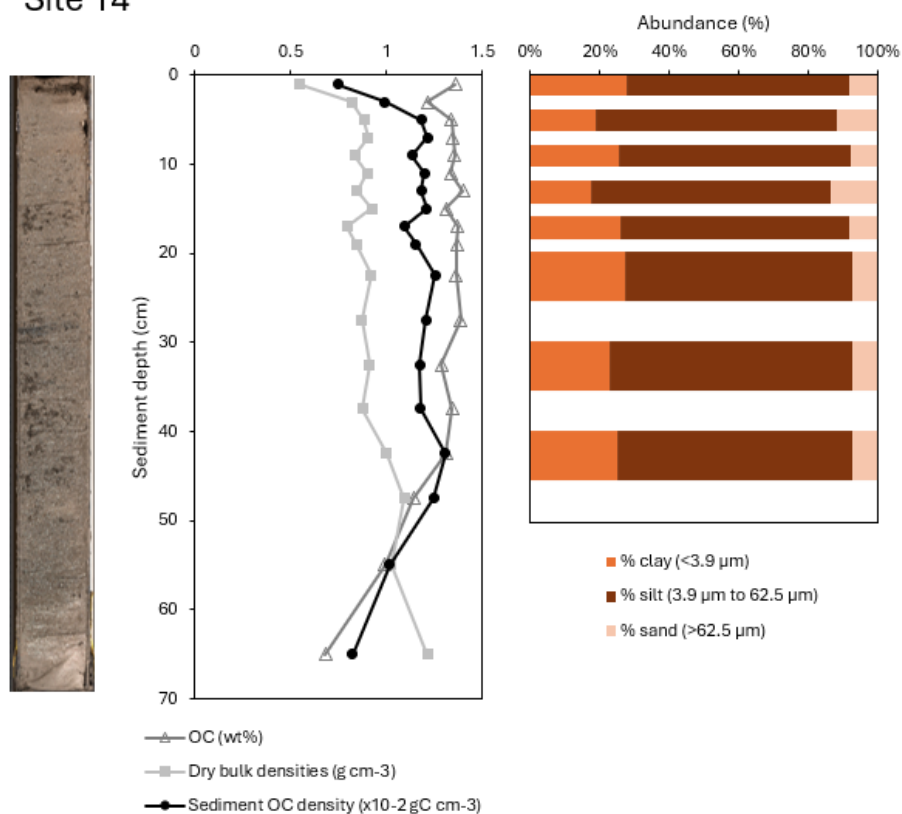 Site 14
0 0.5 1 1.5
Abundance (%)
0% 20% 40% 60% 80% 100%
Sediment depth (cm)
0
10
20
30
40
50
60
70
OC (wt%)
Dry bulk densities (g cm-3)
Sediment OC density (x10-2 gC cm-3)
% clay (<3.9 µm)
% silt (3.9 µm to 62.5 µm)
% sand (>62.5 µm)